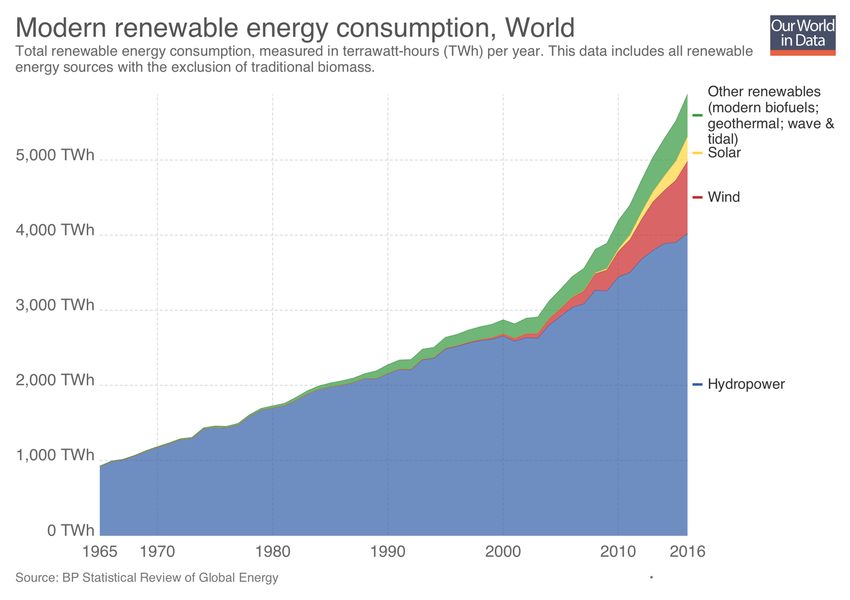 Modern renewable energy consumption, World
Total renewable energy consumption, measured in terrawatt-hours (TWh) per year. This data includes all renewable
energy sources with the exclusion of traditional biomass.
Our World
in Data
Other renewables
(modern biofuels;
geothermal; wave &
tidal)
Solar
Wind
Hydropower
5,000 TWh
4,000 TWh
3,000 TWh
2,000 TWh
1,000 TWh
0 TWh
1965 1970 1980 1990 2000 2010 2016
Source: BP Statistical Review of Global Energy